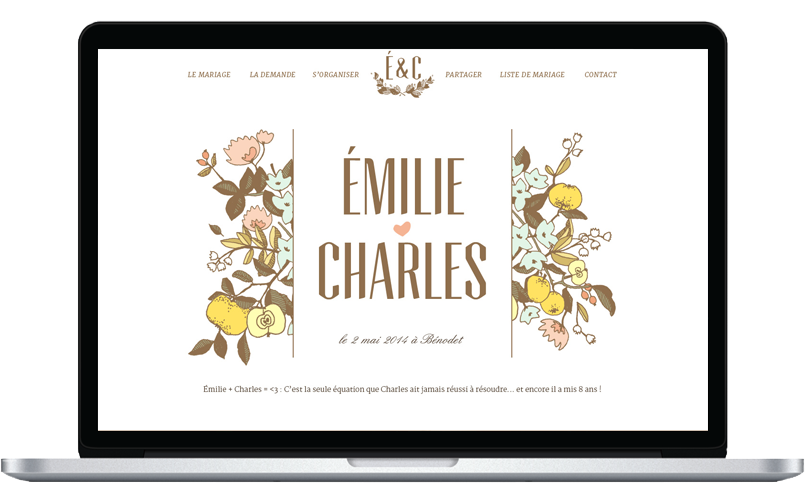 LE MARIAGE LA DEMANDE S'ORGANISER É&C PARTAGER LISTE DE MARIAGE CONTACT
ÉMILIE
CHARLES
le 2 mai 2014 à Bénodet
Émilie + Charles = <3 : C'est la seule équation que Charles ait jamais réussi à résoudre... et encore il a mis 8 ans !